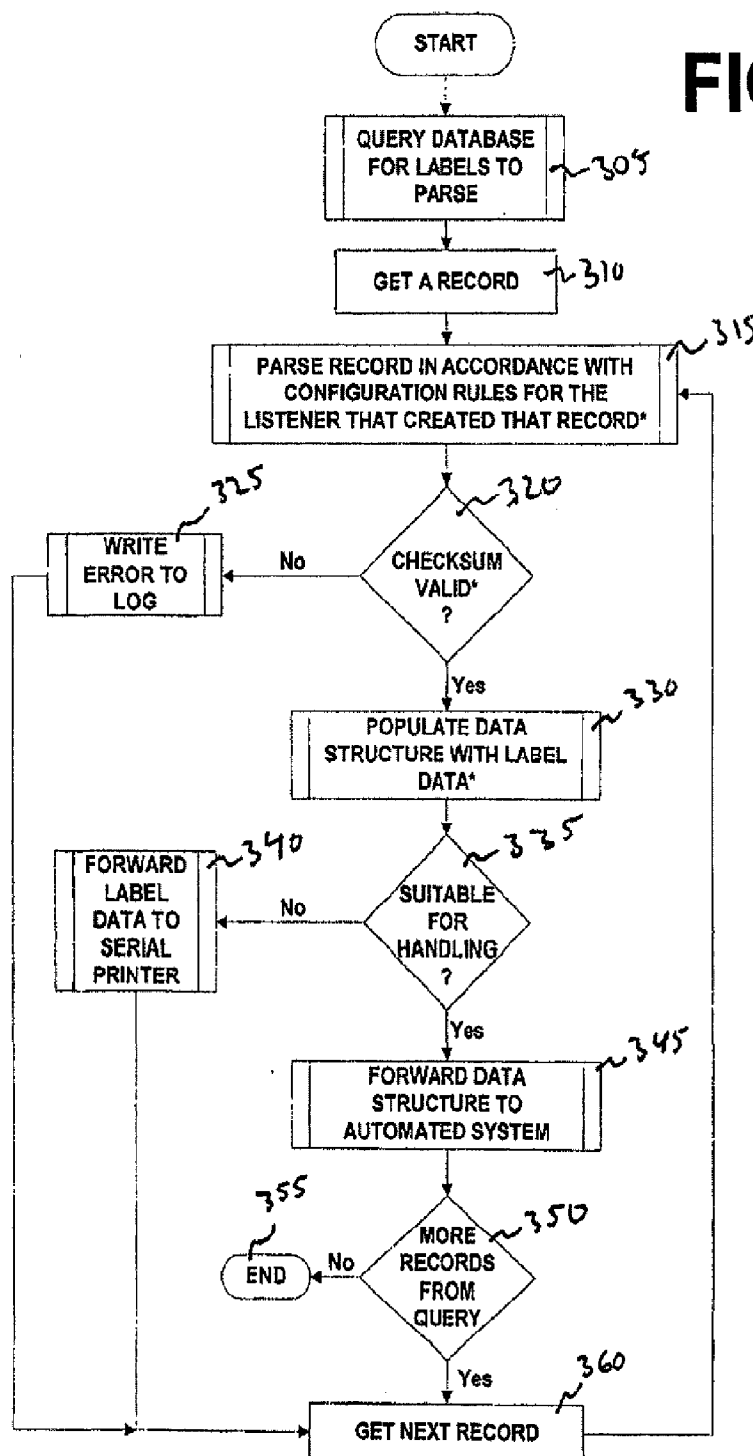 START
FIG
QUERY DATABASE
FOR LABELS TO
PARSE
305
GET A RECORD
310
315
PARSE RECORD IN ACCORDANCE WITH
CONFIGURATION RULES FOR THE
LISTENER THAT CREATED THAT RECORD*
320
325
WRITE
ERROR TO
LOG
No
CHECKSUM
VALID*
?
Yes
330
POPULATE DATA
STRUCTURE WITH LABEL
DATA*
335
340
FORWARD
LABEL
DATA TO
SERIAL
PRINTER
No
SUITABLE
FOR
HANDLING
?
Yes
345
FORWARD DATA
STRUCTURE TO
AUTOMATED SYSTEM
355
350
END
No
MORE
RECORDS
FROM
QUERY
Yes
360
GET NEXT RECORD